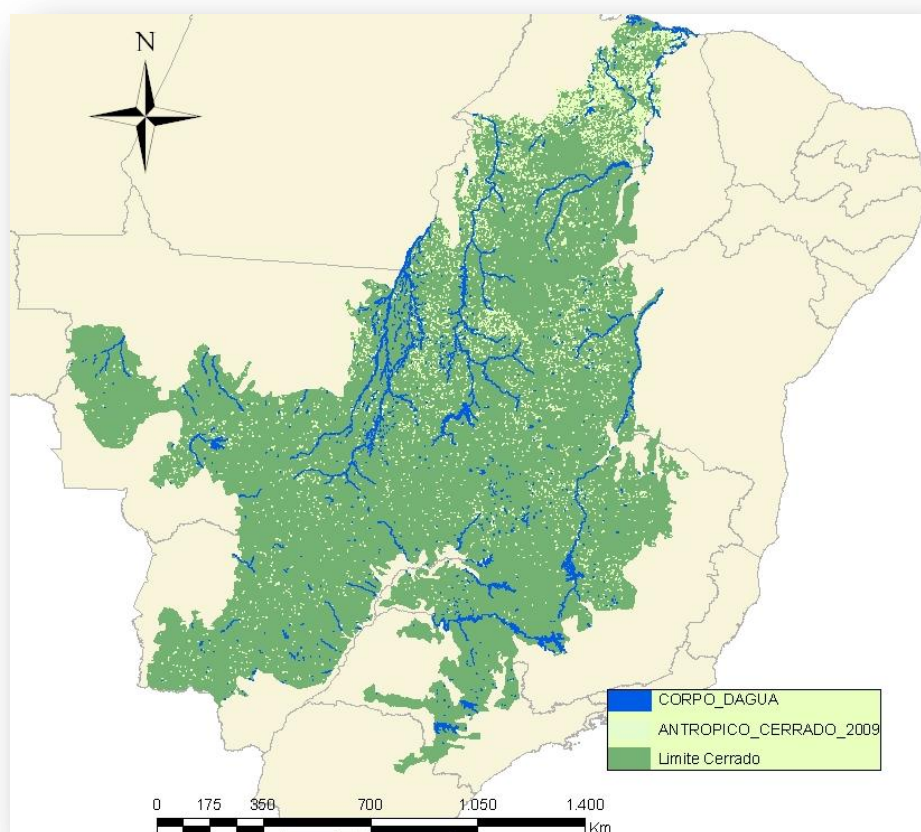 N
CORPO_DAGUA
ANTROPICO_CERRADO_2009
Limite Cerrado
0 175 350 700 1.050 1.400
Km